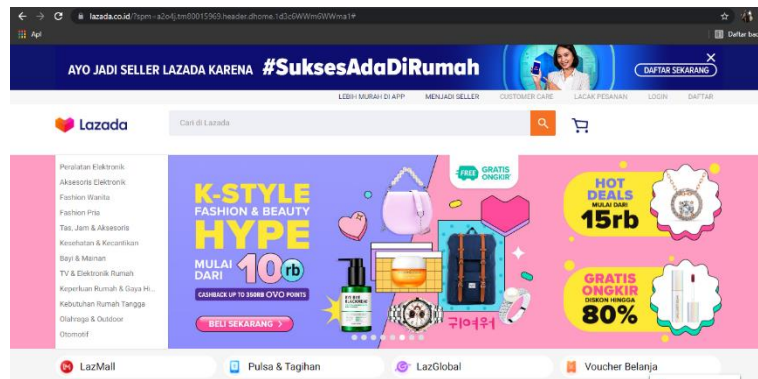 lazada.co.id/?spm=a2o4j.tm80015969.header.dhome.1d3c6WWm6WWma1#
Apl
Daftar bac
AYO JADI SELLER LAZADA KARENA #SuksesAdaDiRumah
DAFTAR SEKARANG
LEBIH MURAH DI APP MENJADI SELLER CUSTOMER CARE LACAK PESANAN LOGIN DAFTAR
Lazada
Cari di Lazada
Peralatan Elektronik
Aksesoris Elektronik
Fashion Wanita
Fashion Pria
Tas, Jam & Aksesoris
Kesehatan & Kecantikan
Bayi & Mainan
TV & Elektronik Rumah
Keperluan Rumah & Gaya Hi...
Kebutuhan Rumah Tangga
Olahraga & Outdoor
Otomotif
FREE GRATIS ONGKIR
K-STYLE
FASHION & BEAUTY
HYPE
MULAI DARI 10rb
CASHBACK UP TO 350RB OVO POINTS
BELI SEKARANG >
귀여워
HOT
DEALS
MULAI DARI
15rb
GRATIS
ONGKIR
DISKON HINGGA
80%
LazMall
Pulsa & Tagihan
LazGlobal
Voucher Belanja